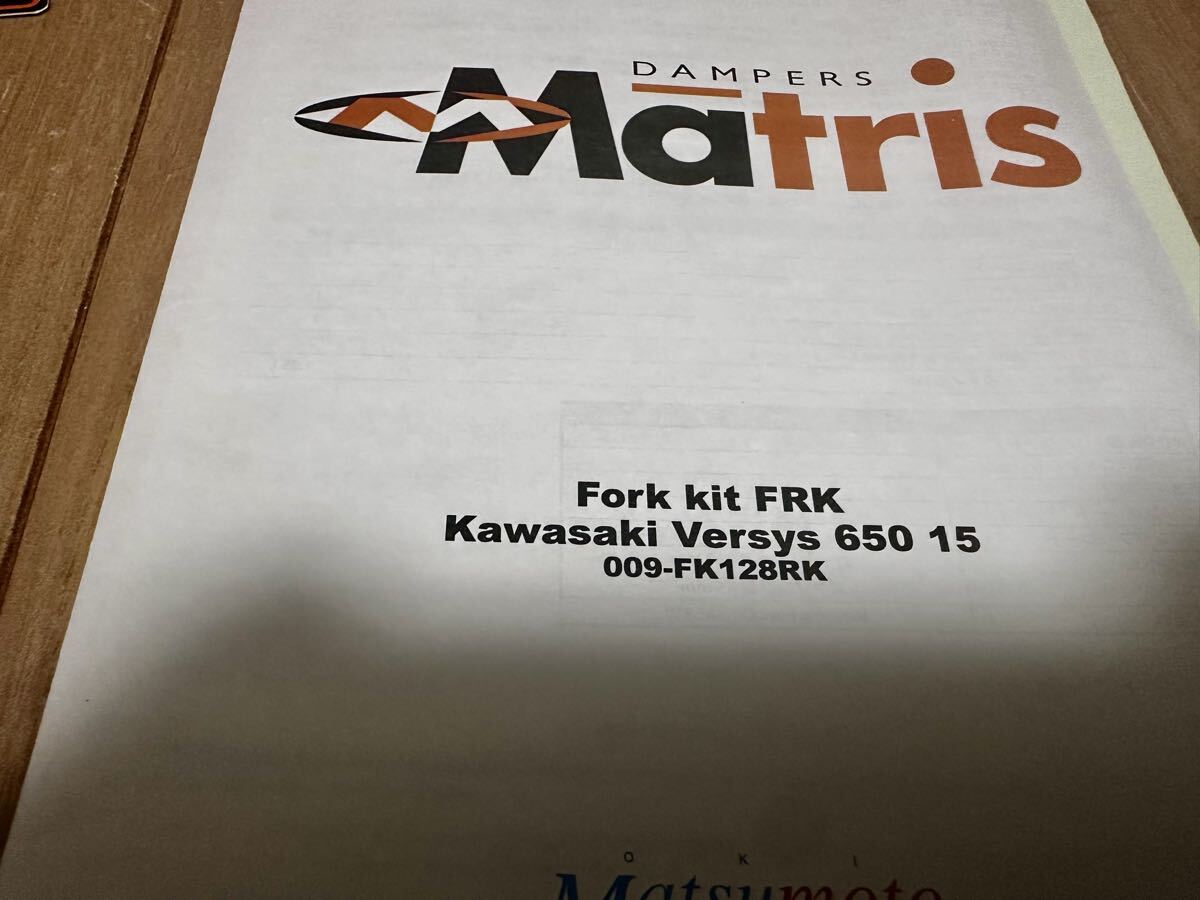 DAMPERS
Matris
Fork kit FRK
Kawasaki Versys 650 15
009-FK128RK
O K I
Matsumoto